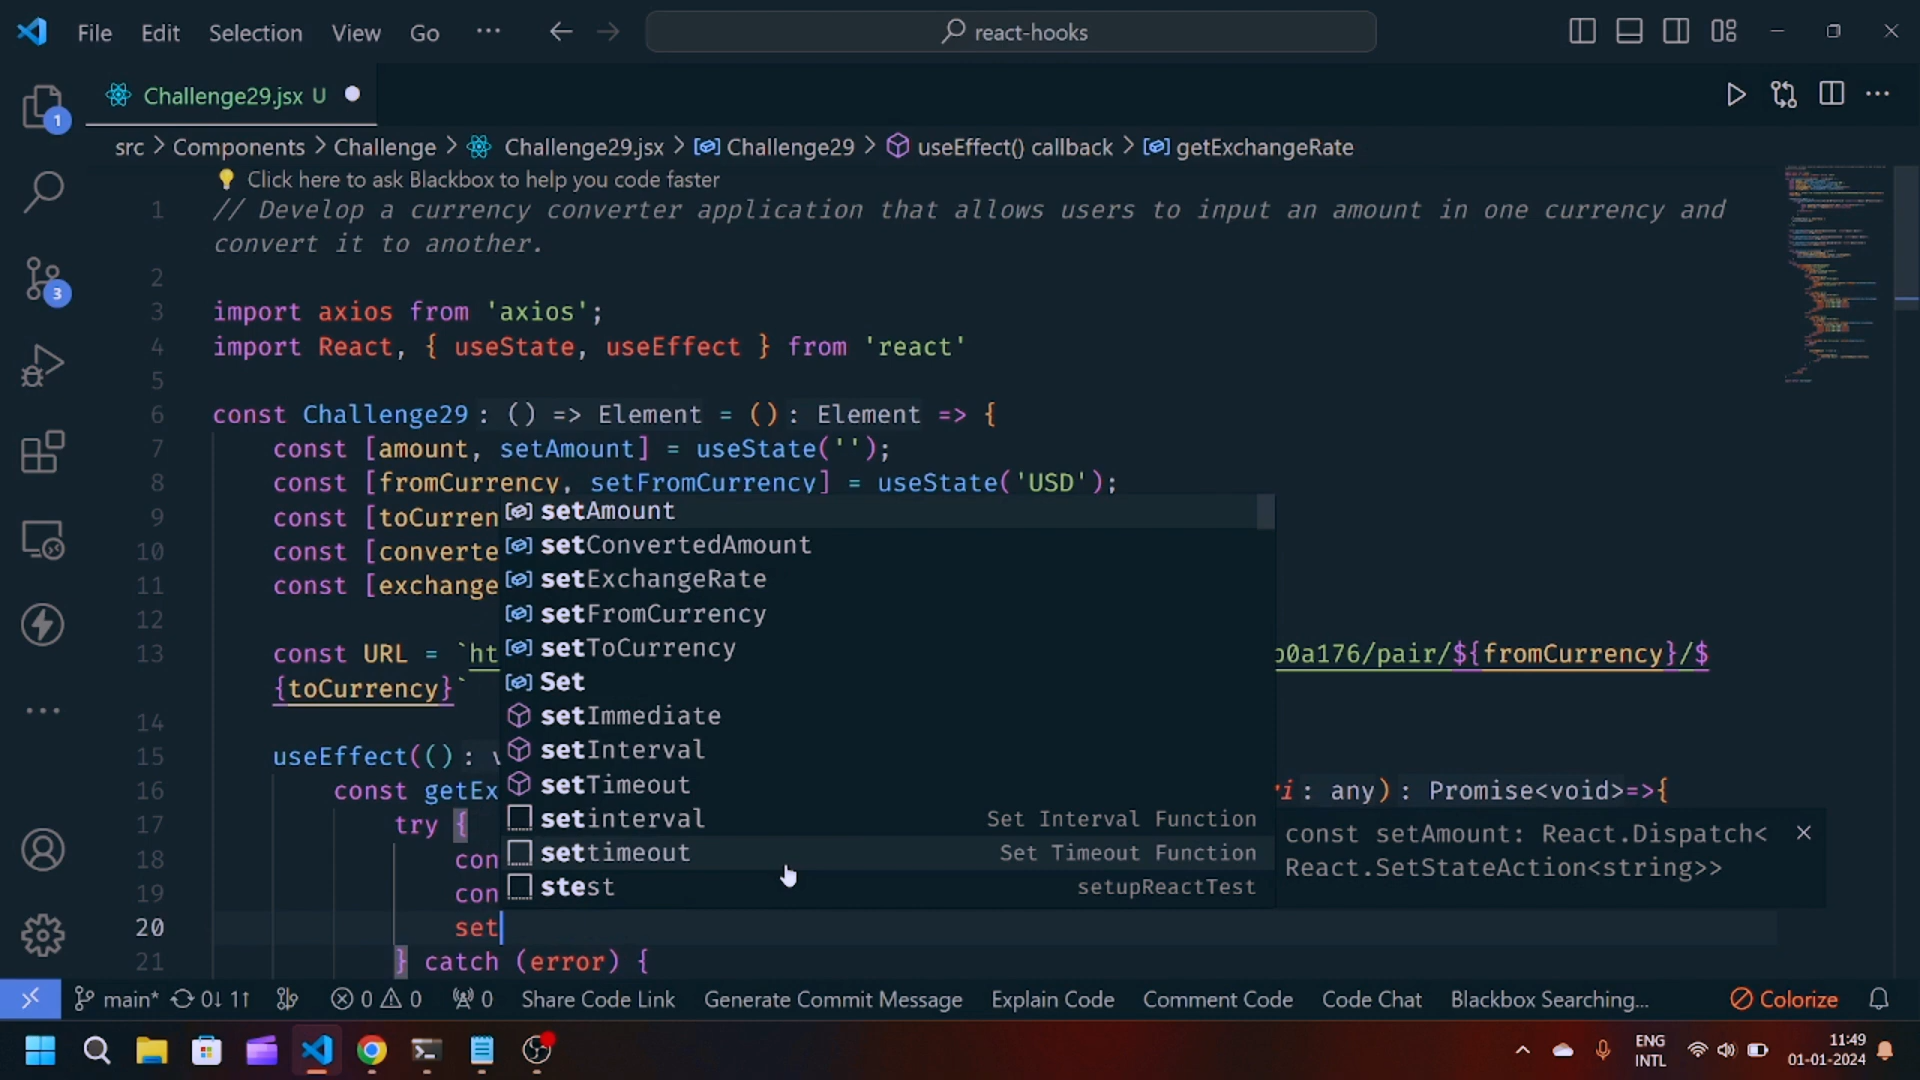 File Edit Selection View Go ... react-hooks
Challenge29.jsx U
src > Components > Challenge > Challenge29.jsx > Challenge29 > useEffect() callback > getExchangeRate
Click here to ask Blackbox to help you code faster
1 // Develop a currency converter application that allows users to input an amount in one currency and
convert it to another.
2
3 import axios from 'axios';
4 import React, { useState, useEffect } from 'react'
5
6 const Challenge29: () => Element = (): Element => {
7 const [amount, setAmount] = useState('');
8 const [fromCurrency, setFromCurrency] = useState('USD');
9 const [toCurren
10 const [converte
11 const [exchange
12
13 const URL = `ht b0a176/pair/${fromCurrency}/$
{toCurrency}`
14
15 useEffect((): v
16 const getEx ri: any): Promise<void>=>{
17 try {
18 con
19 con
20 set
21 } catch (error) {
setAmount
setConvertedAmount
setExchangeRate
setFromCurrency
setToCurrency
Set
setImmediate
setInterval
setTimeout
setinterval Set Interval Function
settimeout Set Timeout Function
stest setupReactTest
const setAmount: React.Dispatch<
React.SetStateAction<string>>
1
3
main* 0↓ 1↑ 0 0 0 Share Code Link Generate Commit Message Explain Code Comment Code Code Chat Blackbox Searching... Colorize
ENG
INTL
11:49
01-01-2024